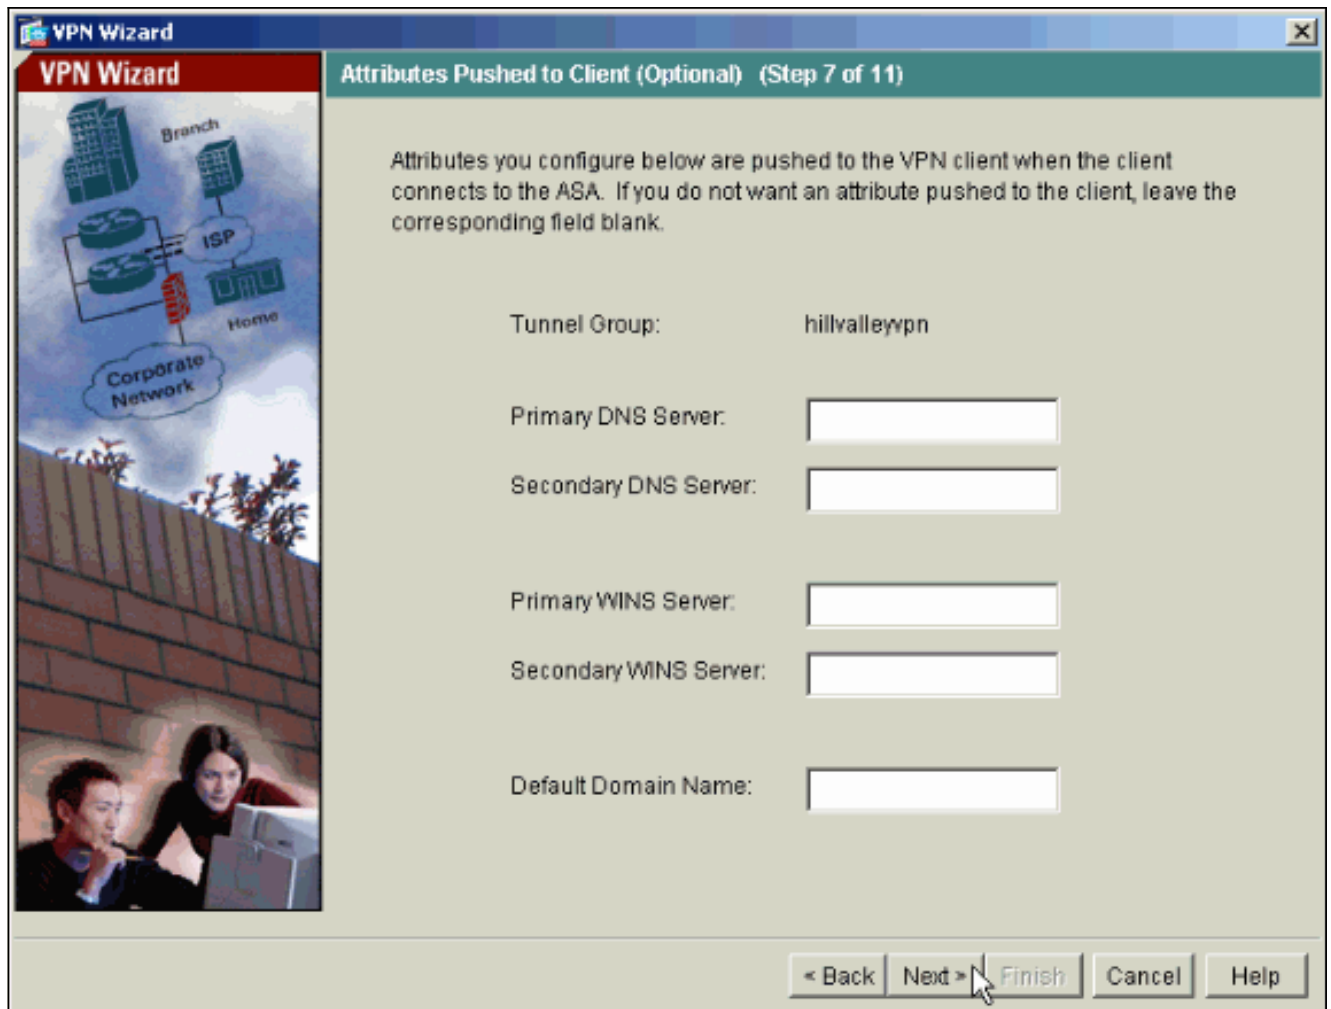 VPN Wizard
VPN Wizard
Attributes Pushed to Client (Optional) (Step 7 of 11)
Branch
ISP
Home
Corporate
Network
Attributes you configure below are pushed to the VPN client when the client
connects to the ASA. If you do not want an attribute pushed to the client, leave the
corresponding field blank.
Tunnel Group: hillvalleyvpn
Primary DNS Server:
Secondary DNS Server:
Primary WINS Server:
Secondary WINS Server:
Default Domain Name:
< Back Next > Finish Cancel Help